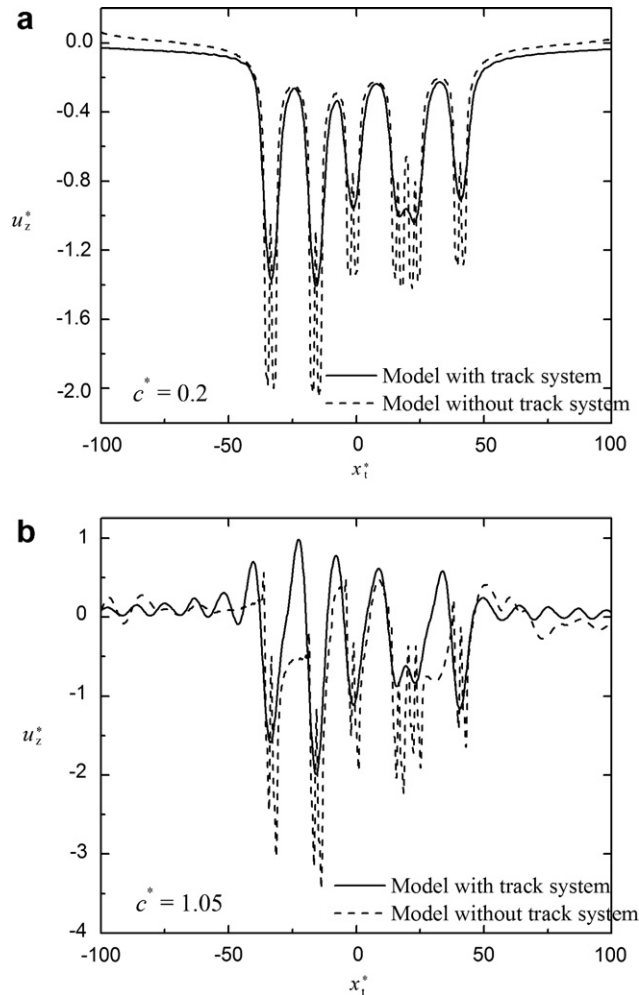 a
0.0
-0.4
-0.8
u*z
-1.2
-1.6
-2.0
c* = 0.2
Model with track system
Model without track system
-100 -50 0 50 100
x*t
b
1
0
-1
u*z
-2
-3
-4
c* = 1.05
Model with track system
Model without track system
-100 -50 0 50 100
x*t